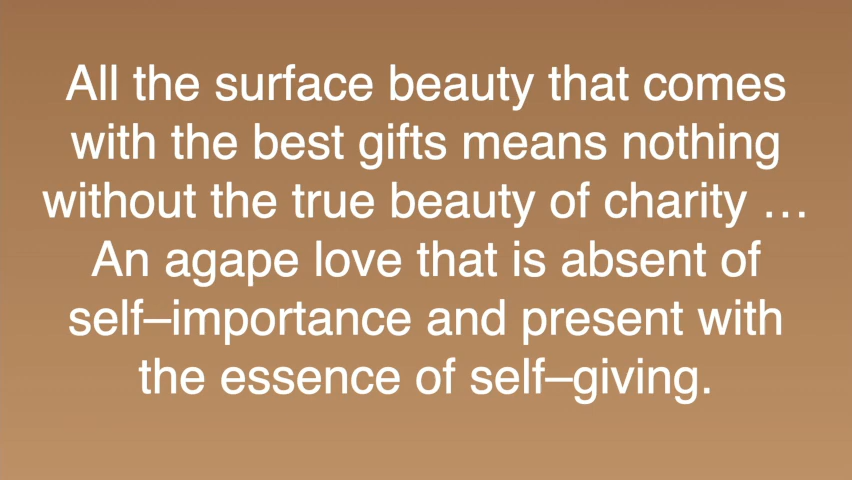 All the surface beauty that comes
with the best gifts means nothing
without the true beauty of charity …
An agape love that is absent of
self–importance and present with
the essence of self–giving.